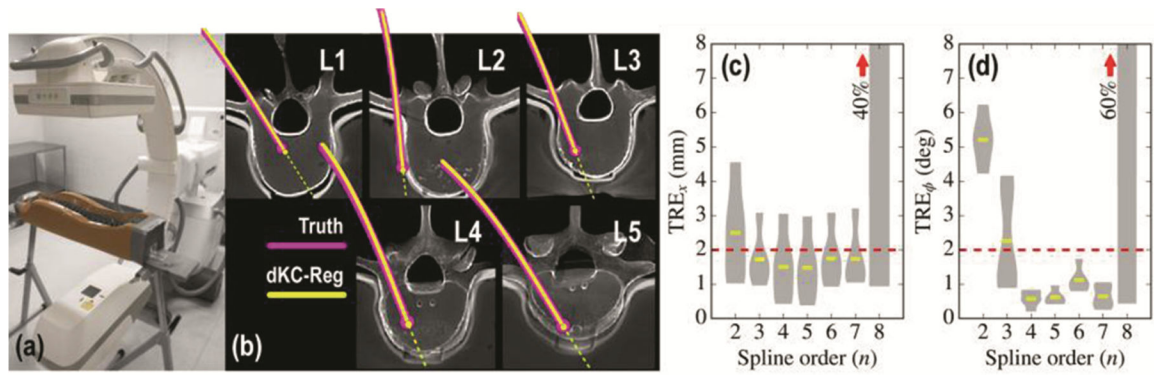 (a)
(b)
L1
L2
L3
L4
L5
Truth
dKC-Reg
(c)
TREx (mm)
8
7
6
5
4
3
2
1
0
40%
2 3 4 5 6 7 8
Spline order (n)
(d)
TREϕ (deg)
8
7
6
5
4
3
2
1
0
60%
2 3 4 5 6 7 8
Spline order (n)